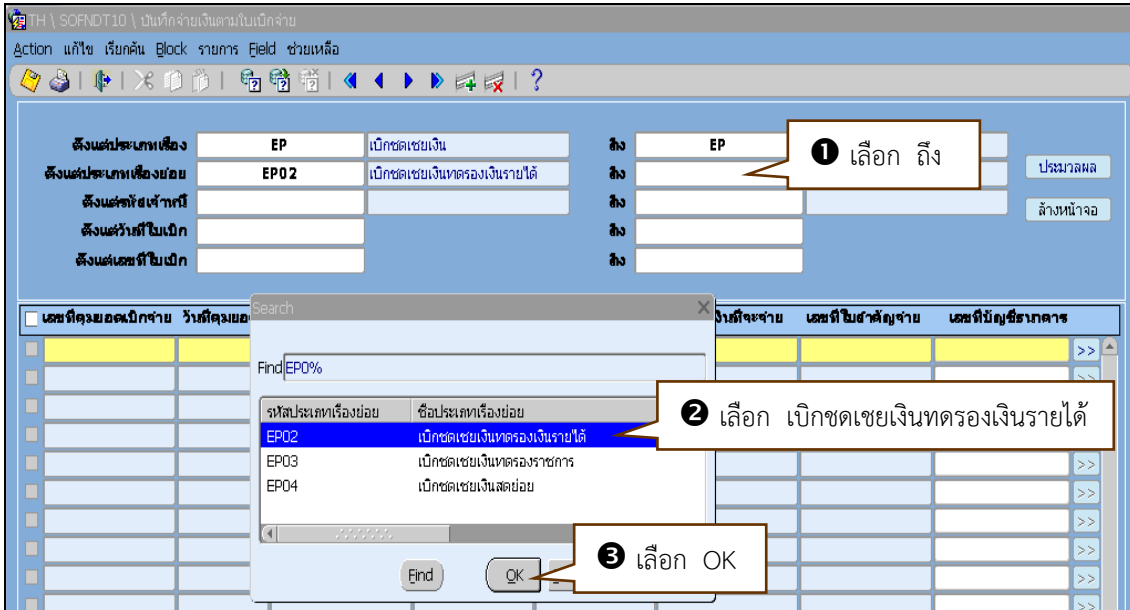 TH \ SOFNDT10 \ บันทึกจ่ายเงินตามใบเบิกจ่าย
Action แก้ไข เรียกค้น Block รายการ Field ช่วยเหลือ
ตั้งแต่ประเภทเรื่อง EP เบิกชดเชยเงิน ถึง EP
❶ เลือก ถึง
ตั้งแต่ประเภทเรื่องย่อย EP02 เบิกชดเชยเงินทดรองเงินรายได้ ถึง
ประมวลผล
ตั้งแต่รหัสเจ้าหนี้ ถึง
ล้างหน้าจอ
ตั้งแต่วันที่ใบเบิก ถึง
ตั้งแต่เลขที่ใบเบิก ถึง
Search
เลขที่คุมยอดเบิกจ่าย วันที่คุมยอ งินที่จะจ่าย เลขที่ใบสำคัญจ่าย เลขที่บัญชีธนาคาร
>>
Find EP0%
>>
รหัสประเภทเรื่องย่อย ชื่อประเภทเรื่องย่อย
❷ เลือก เบิกชดเชยเงินทดรองเงินรายได้
EP02 เบิกชดเชยเงินทดรองเงินรายได้
EP03 เบิกชดเชยเงินทดรองราชการ
>>
EP04 เบิกชดเชยเงินสดย่อย
>>
>>
❸ เลือก OK
>>
Find OK
>>
>>